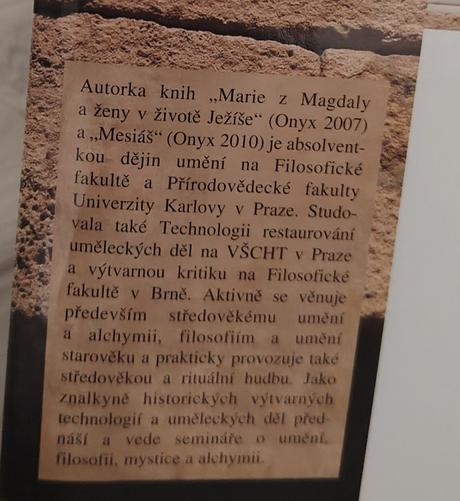 Autorka knih „Marie z Magdaly
a ženy v životě Ježíše“ (Onyx 2007)
a „Mesiáš“ (Onyx 2010) je absolvent-
kou dějin umění na Filosofické
fakultě a Přírodovědecké fakulty
Univerzity Karlovy v Praze. Studo-
vala také Technologii restaurování
uměleckých děl na VŠCHT v Praze
a výtvarnou kritiku na Filosofické
fakultě v Brně. Aktivně se věnuje
především středověkému umění
a alchymii, filosofiím a umění
starověku a prakticky provozuje také
středověkou a rituální hudbu. Jako
znalkyně historických výtvarných
technologií a uměleckých děl před-
náší a vede semináře o umění,
filosofii, mystice a alchymii.